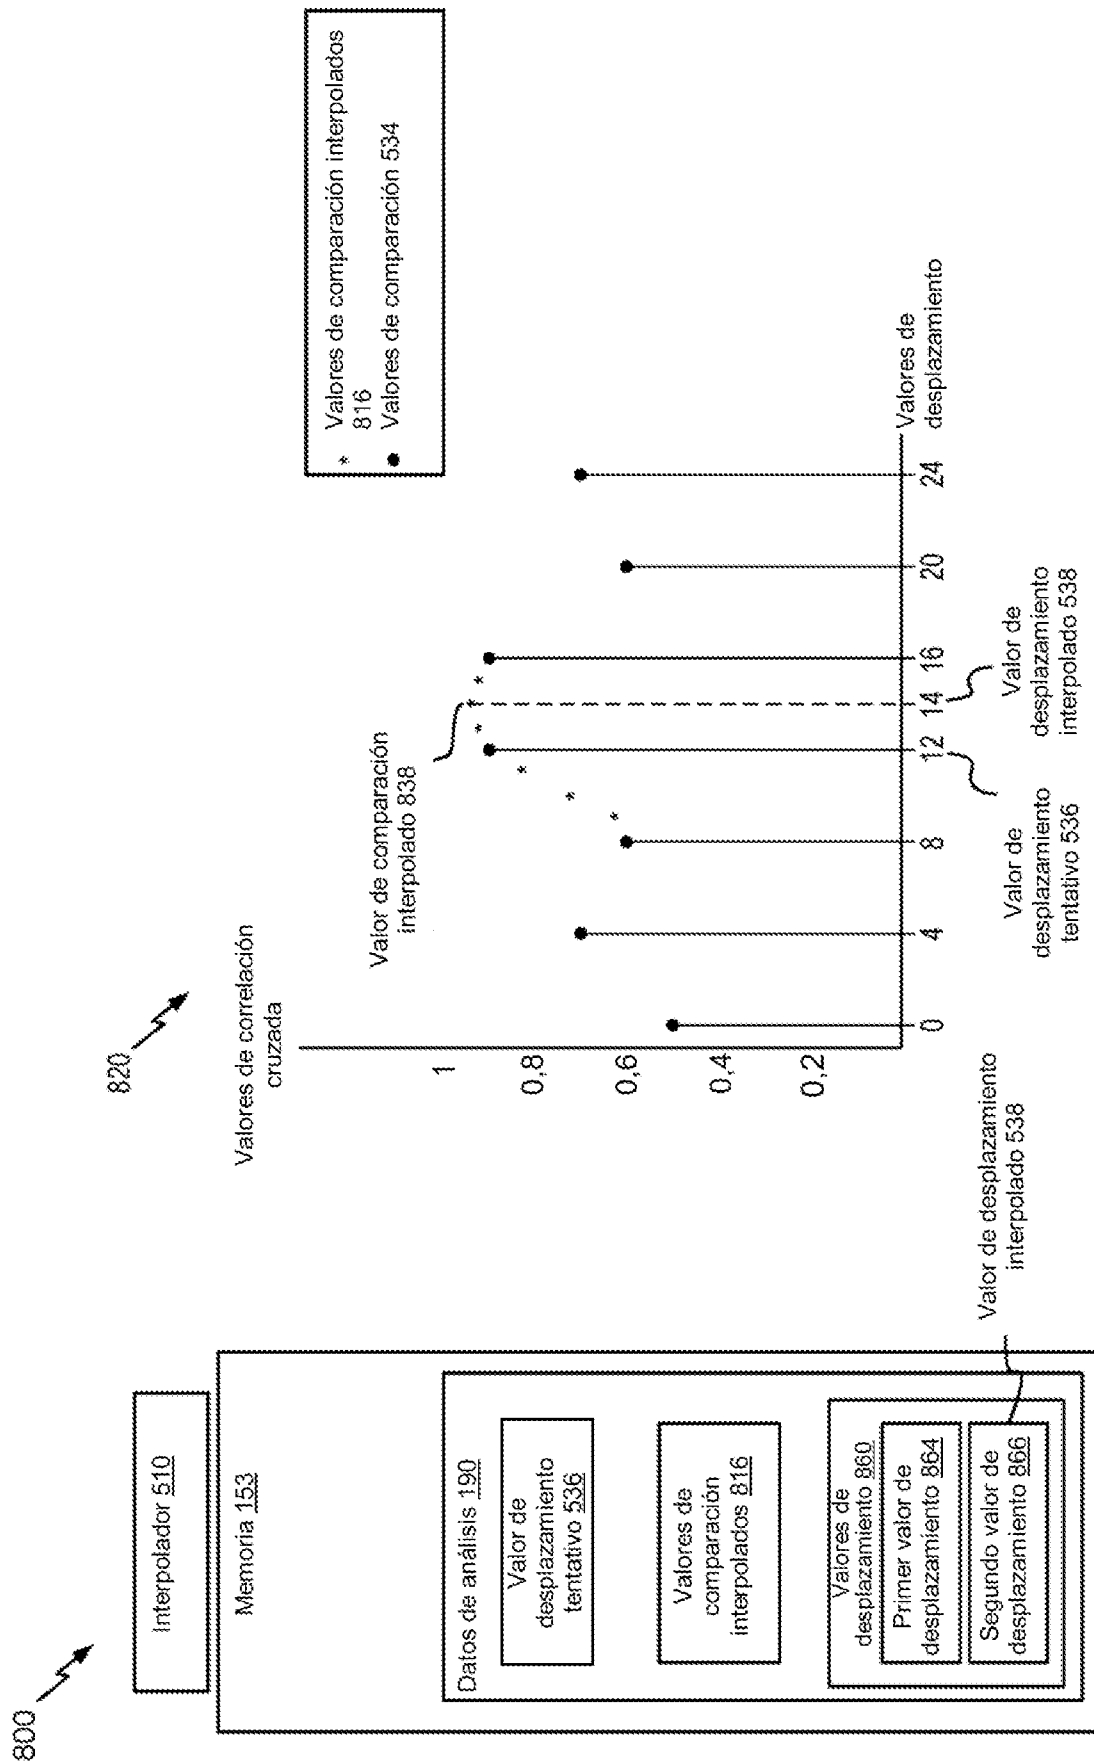 800
Interpolador 510
Memoria 153
Datos de análisis 190
Valor de
desplazamiento
tentativo 536
Valores de
comparación
interpolados 816
Valores de
desplazamiento 860
Primer valor de
desplazamiento 864
Segundo valor de
desplazamiento 866
Valor de desplazamiento
interpolado 538
820
Valores de correlación
cruzada
1
0,8
0,6
0,4
0,2
Valor de comparación
interpolado 838
* Valores de comparación interpolados
816
Valores de comparación 534
0
4
8
12
14
16
20
24
Valores de
desplazamiento
Valor de
desplazamiento
tentativo 536
Valor de
desplazamiento
interpolado 538